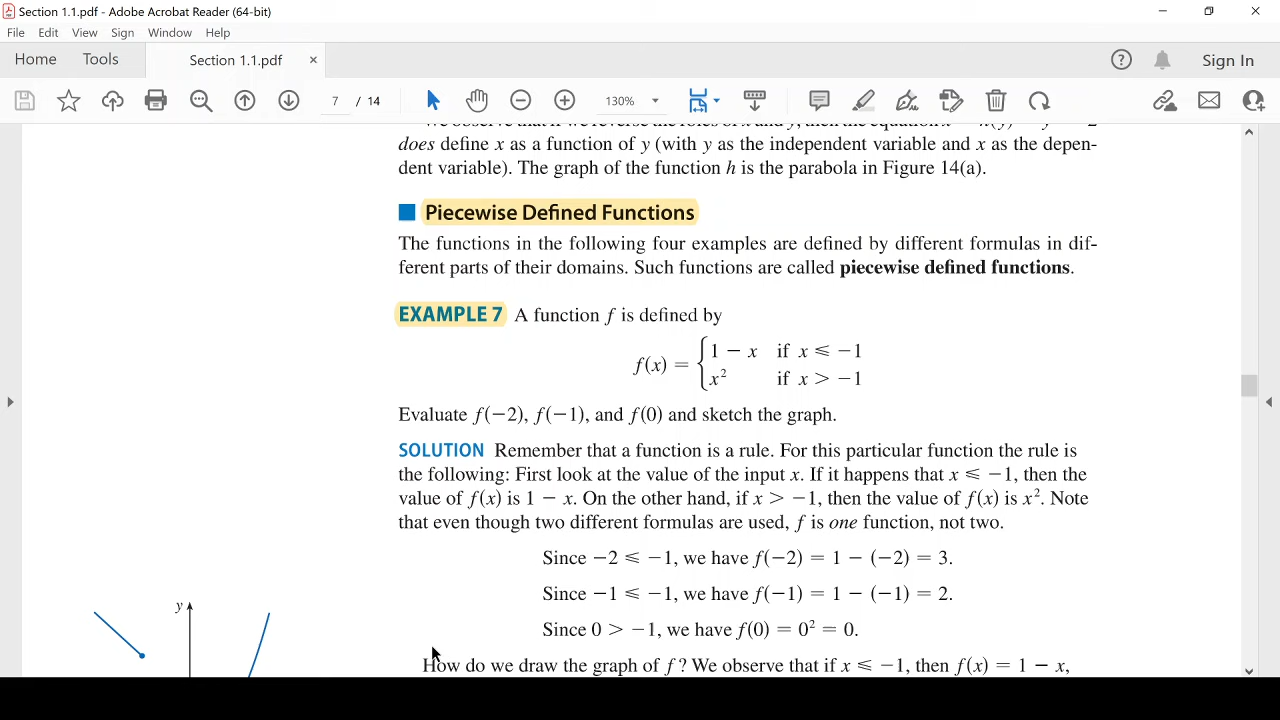 Section 1.1.pdf - Adobe Acrobat Reader (64-bit)
File Edit View Sign Window Help
Home Tools Section 1.1.pdf × Sign In
7 / 14 130%
does define x as a function of y (with y as the independent variable and x as the depen-
dent variable). The graph of the function h is the parabola in Figure 14(a).
Piecewise Defined Functions
The functions in the following four examples are defined by different formulas in dif-
ferent parts of their domains. Such functions are called piecewise defined functions.
EXAMPLE 7 A function f is defined by
f(x) = { 1 − x if x ⩽ −1
x² if x > −1
Evaluate f(−2), f(−1), and f(0) and sketch the graph.
SOLUTION Remember that a function is a rule. For this particular function the rule is
the following: First look at the value of the input x. If it happens that x ⩽ −1, then the
value of f(x) is 1 − x. On the other hand, if x > −1, then the value of f(x) is x². Note
that even though two different formulas are used, f is one function, not two.
Since −2 ⩽ −1, we have f(−2) = 1 − (−2) = 3.
Since −1 ⩽ −1, we have f(−1) = 1 − (−1) = 2.
Since 0 > −1, we have f(0) = 0² = 0.
y
How do we draw the graph of f? We observe that if x ⩽ −1, then f(x) = 1 − x,